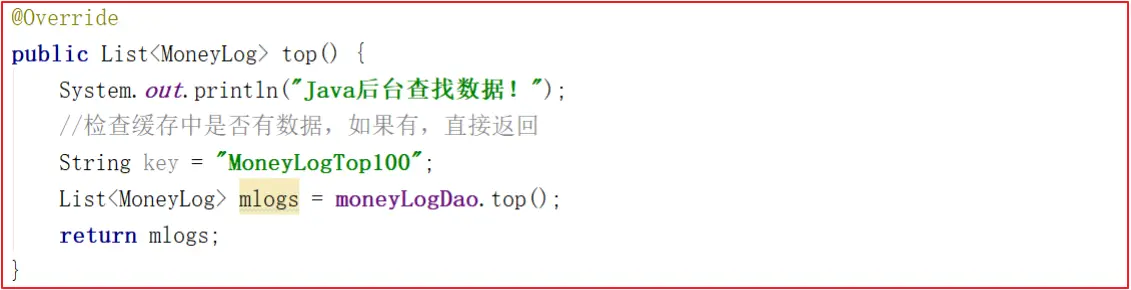 @Override
public List<MoneyLog> top() {
    System.out.println("Java后台查找数据！");
    //检查缓存中是否有数据，如果有，直接返回
    String key = "MoneyLogTop100";
    List<MoneyLog> mlogs = moneyLogDao.top();
    return mlogs;
}